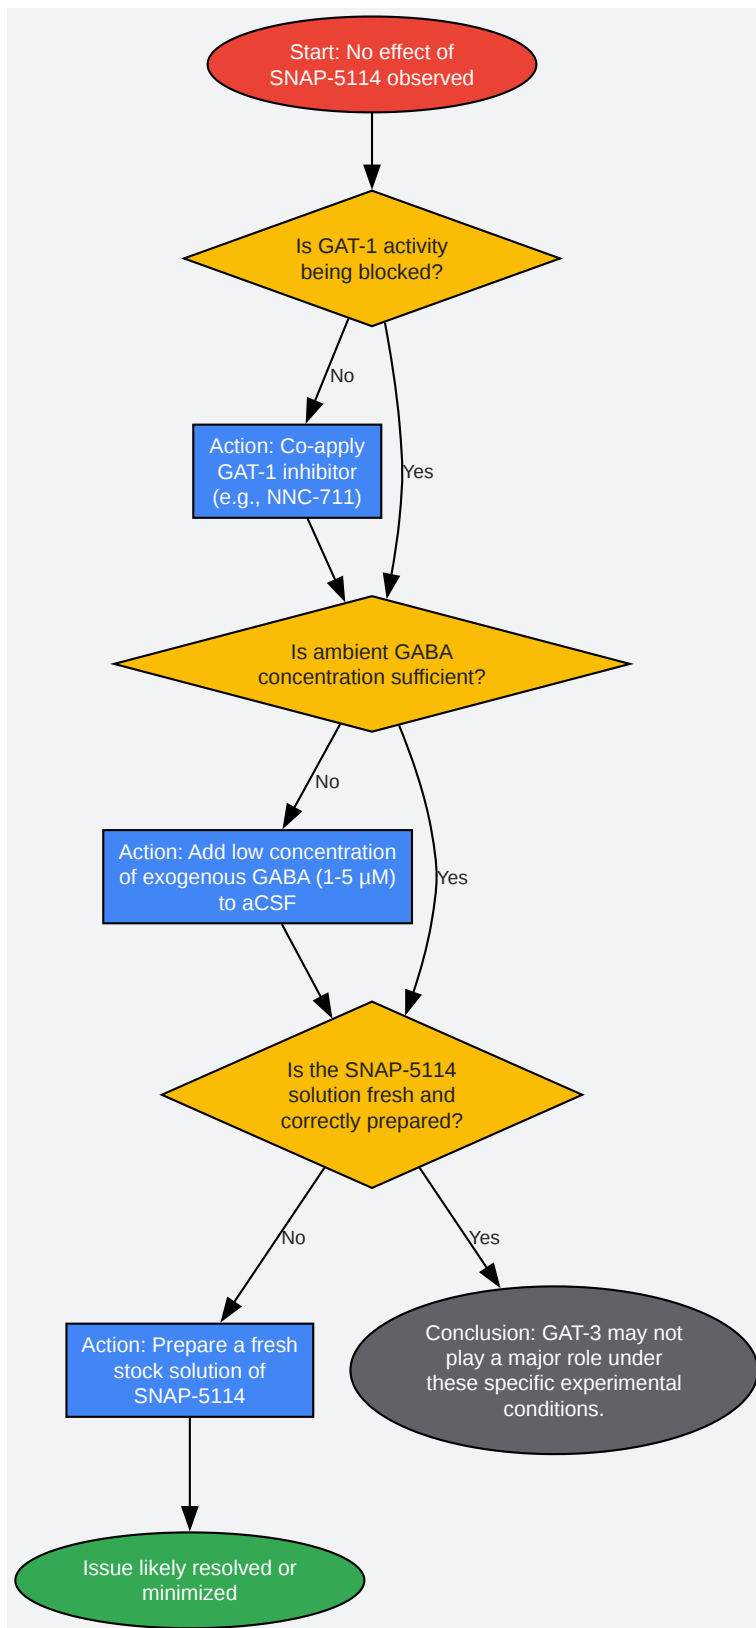 Start: No effect of
SNAP-5114 observed
Is GAT-1 activity
being blocked?
No
Action: Co-apply
GAT-1 inhibitor
(e.g., NNC-711)
Yes
Is ambient GABA
concentration sufficient?
No
Action: Add low concentration
of exogenous GABA (1-5 µM)
to aCSF
Yes
Is the SNAP-5114
solution fresh and
correctly prepared?
No
Yes
Action: Prepare a fresh
stock solution of
SNAP-5114
Conclusion: GAT-3 may not
play a major role under
these specific experimental
conditions.
Issue likely resolved or
minimized